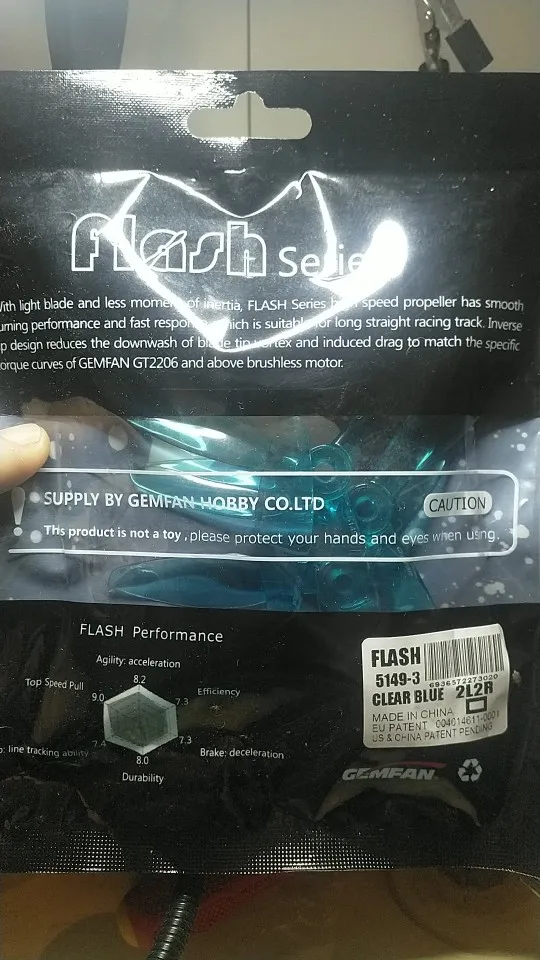 flash Serie
With light blade and less moment of inertia, FLASH Series high speed propeller has smooth
urning performance and fast respon which is suitable for long straight racing track. Inverse
p design reduces the downwash of blade tip vortex and induced drag to match the specific
orque curves of GEMFAN GT2206 and above brushless motor.
!
SUPPLY BY GEMFAN HOBBY CO.LTD
CAUTION
This product is not a toy , please protect your hands and eyes when using.
FLASH Performance
Agility: acceleration
8.2
Top Speed Pull
9.0
7.3
Efficiency
7.4
p: line tracking ability
7.3
Brake: deceleration
8.0
Durability
FLASH
5149-3
6936572273020
CLEAR BLUE 2L2R
MADE IN CHINA
EU PATENT 004014611-0001
US & CHINA PATENT PENDING
GEMFAN